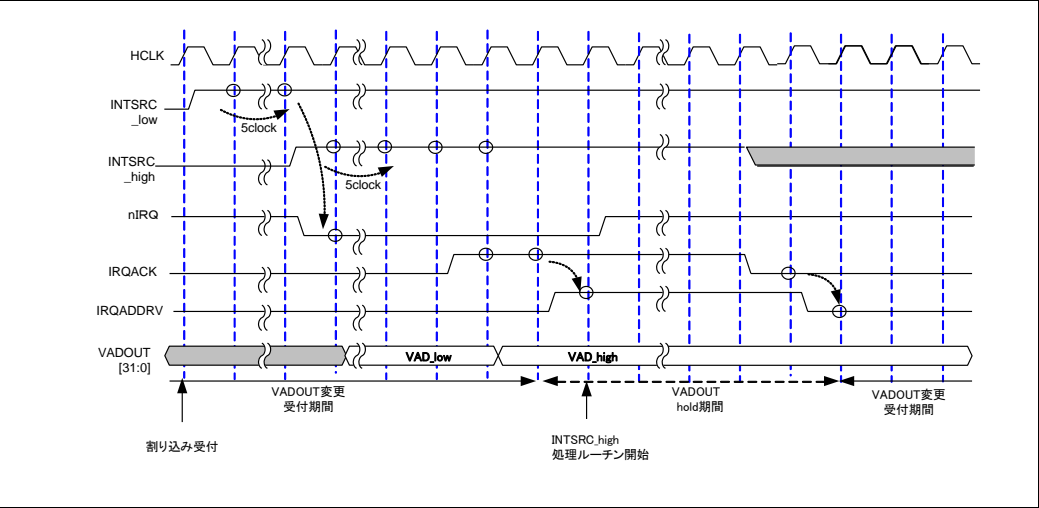 HCLK
INTSRC
_low
5clock
INTSRC
_high
5clock
nIRQ
IRQACK
IRQADDRV
VADOUT
[31:0]
VAD_low
VAD_high
VADOUT変更
受付期間
VADOUT
hold期間
VADOUT変更
受付期間
割り込み受付
INTSRC_high
処理ルーチン開始